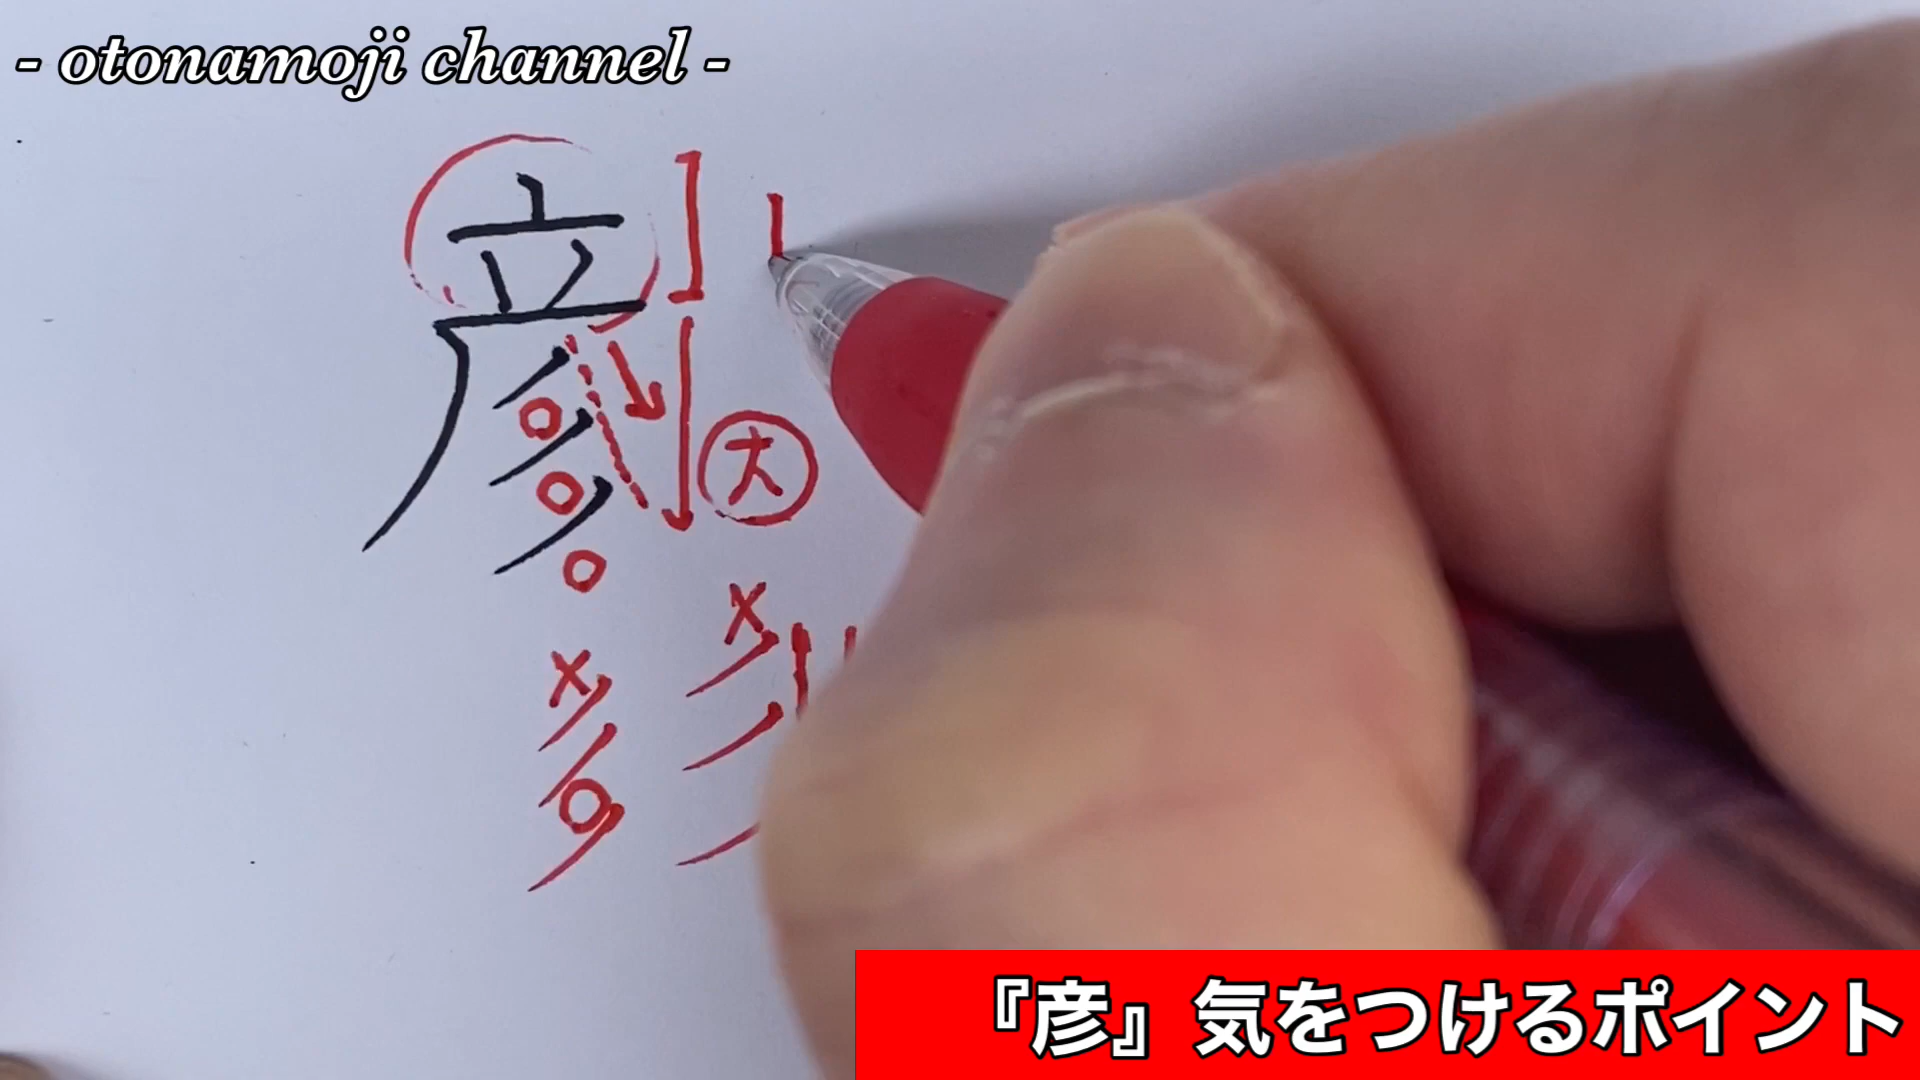 - otonamoji channel -
彦
大
『彦』気をつけるポイント